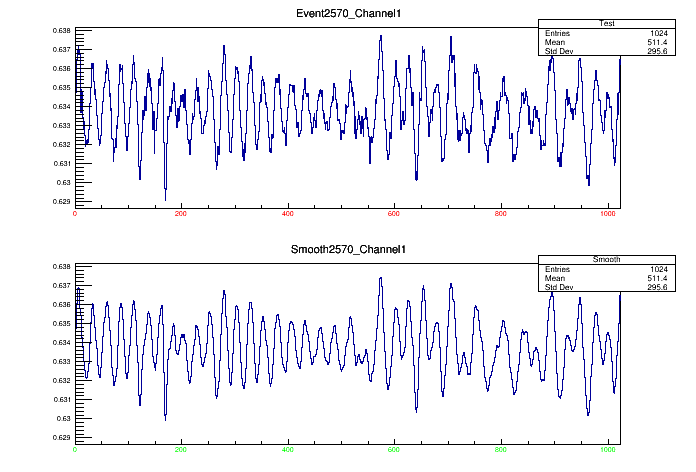 Event2570_Channel1
Test
Entries 1024
Mean 511.4
Std Dev 295.6
0.638
0.637
0.636
0.635
0.634
0.633
0.632
0.631
0.63
0.629
0 200 400 600 800 1000
Smooth2570_Channel1
Smooth
Entries 1024
Mean 511.4
Std Dev 295.6
0.638
0.637
0.636
0.635
0.634
0.633
0.632
0.631
0.63
0.629
0 200 400 600 800 1000